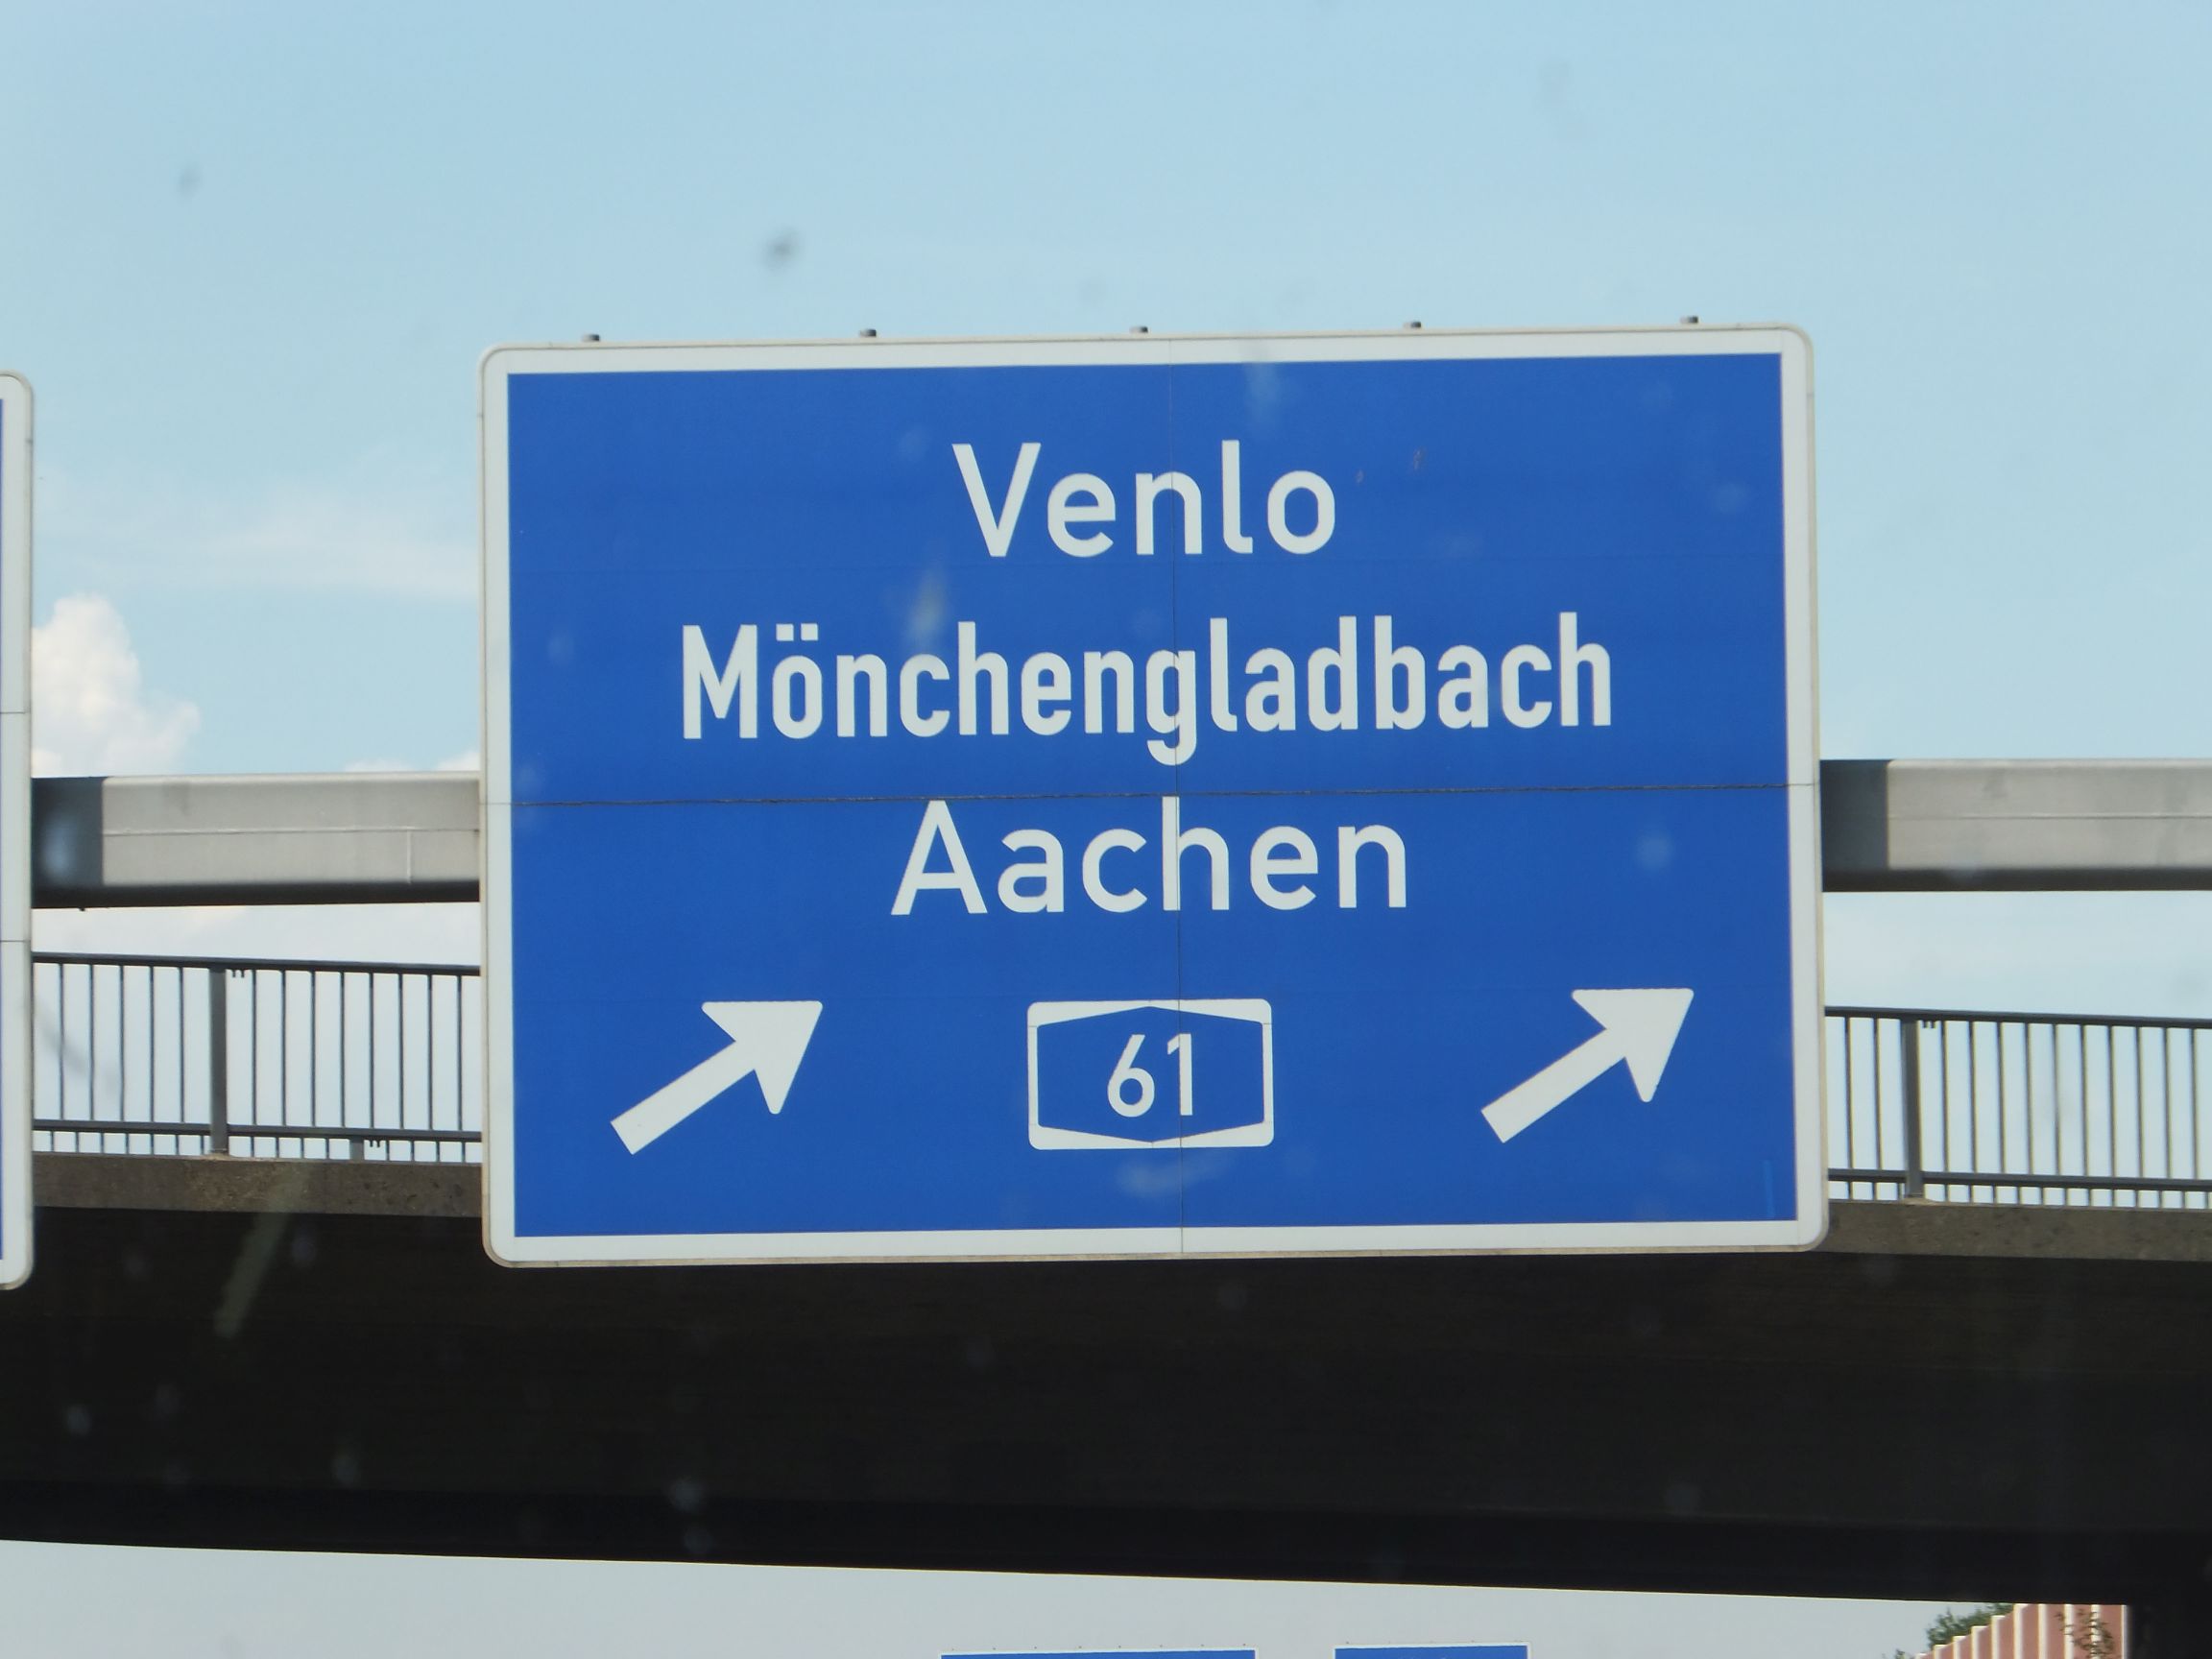 Venlo
Mönchengladbach
Aachen
61